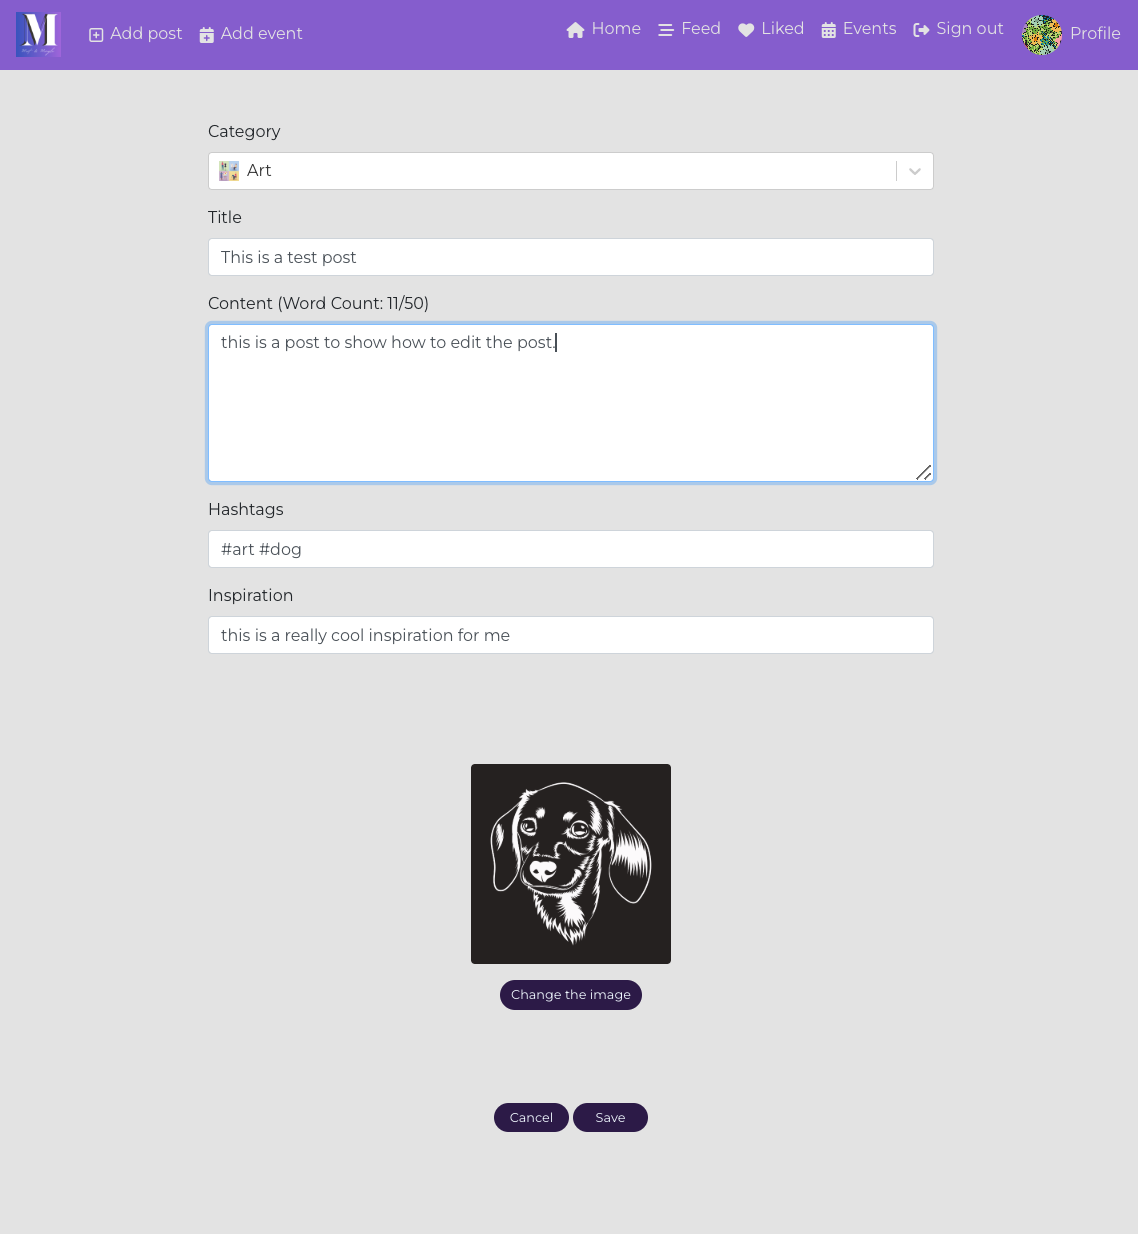 M
Add post
Add event
Home
Feed
Liked
Events
Sign out
Profile
Category
Art
Title
This is a test post
Content (Word Count: 11/50)
this is a post to show how to edit the post.
Hashtags
#art #dog
Inspiration
this is a really cool inspiration for me
Change the image
Cancel
Save